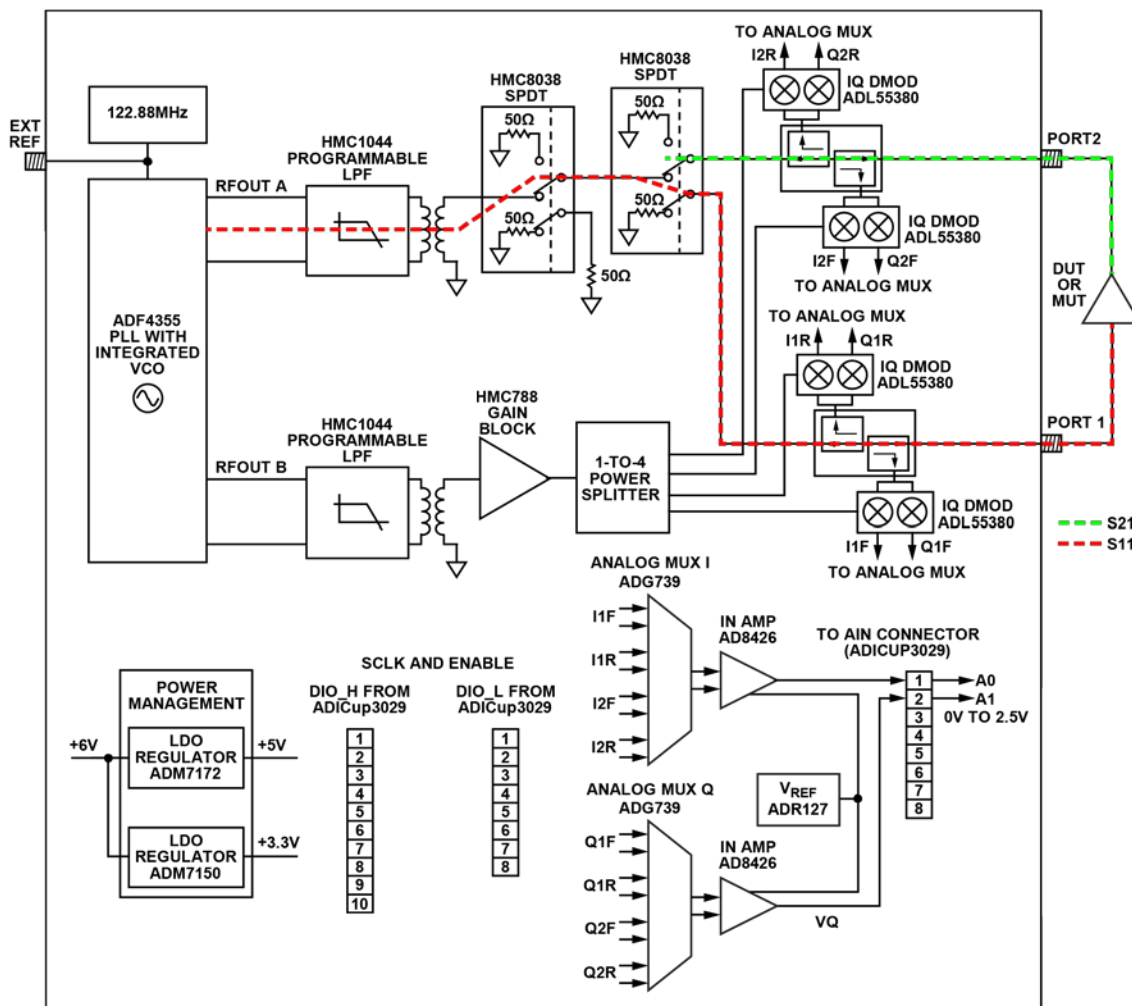 EXT
REF
122.88MHz
ADF4355
PLL WITH
INTEGRATED
VCO
RFOUT A
HMC1044
PROGRAMMABLE
LPF
HMC8038
SPDT
50Ω
50Ω
50Ω
HMC8038
SPDT
50Ω
50Ω
TO ANALOG MUX
I2R
Q2R
IQ DMOD
ADL55380
PORT2
IQ DMOD
ADL55380
I2F
Q2F
TO ANALOG MUX
DUT
OR
MUT
TO ANALOG MUX
I1R
Q1R
IQ DMOD
ADL55380
PORT 1
RFOUT B
HMC1044
PROGRAMMABLE
LPF
HMC788
GAIN
BLOCK
1-TO-4
POWER
SPLITTER
IQ DMOD
ADL55380
I1F
Q1F
TO ANALOG MUX
S21
S11
POWER
MANAGEMENT
+6V
LDO
REGULATOR
ADM7172
+5V
LDO
REGULATOR
ADM7150
+3.3V
SCLK AND ENABLE
DIO_H FROM
ADICup3029
1
2
3
4
5
6
7
8
9
10
DIO_L FROM
ADICup3029
1
2
3
4
5
6
7
8
ANALOG MUX I
ADG739
I1F
I1R
I2F
I2R
IN AMP
AD8426
ANALOG MUX Q
ADG739
Q1F
Q1R
Q2F
Q2R
IN AMP
AD8426
VQ
VREF
ADR127
TO AIN CONNECTOR
(ADICUP3029)
1
2
3
4
5
6
7
8
A0
A1
0V TO 2.5V